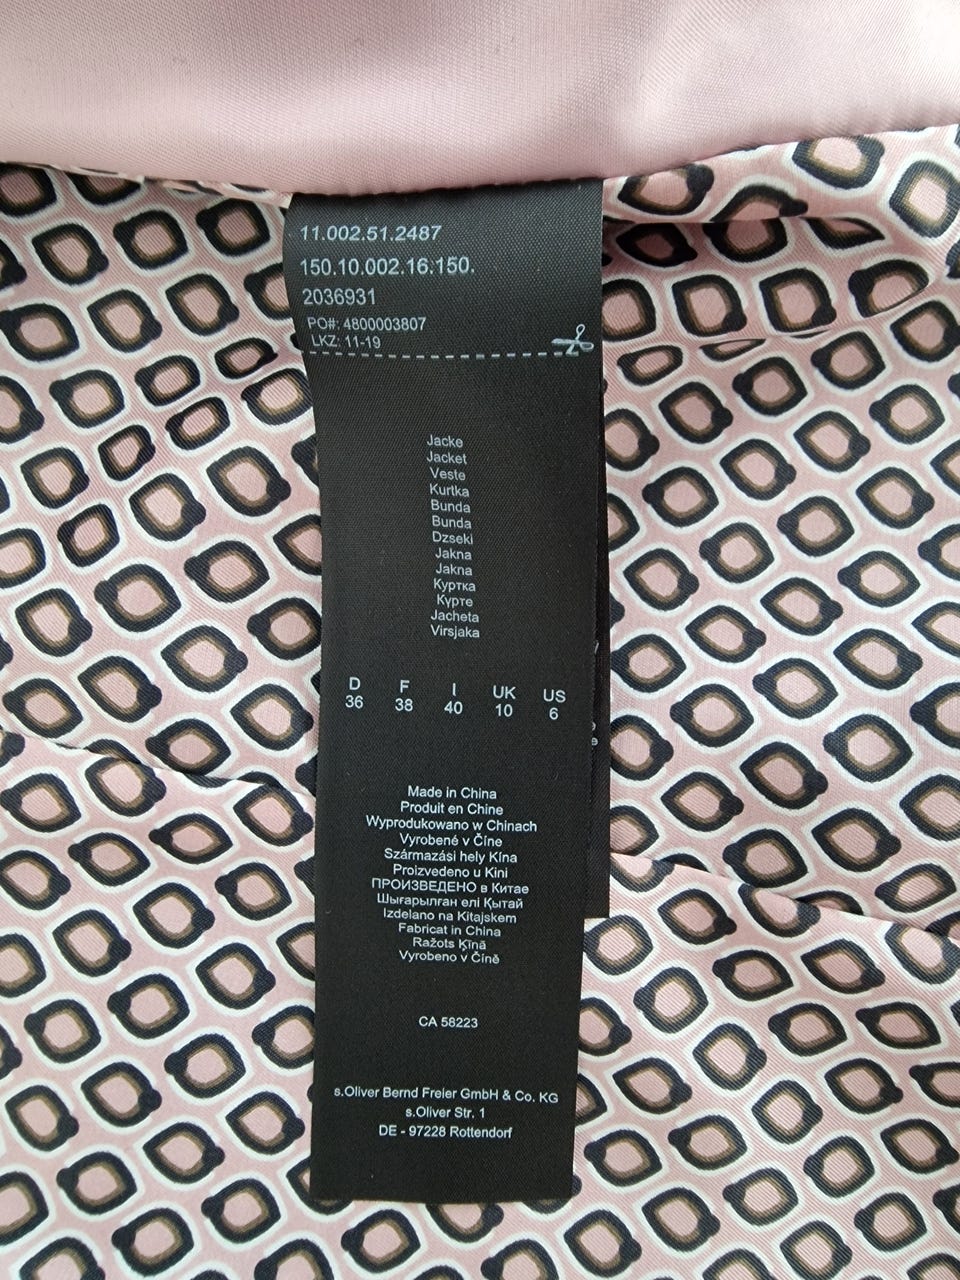 11.002.51.2487
150.10.002.16.150.
2036931
PO#: 4800003807
LKZ: 11-19
Jacke
Jacket
Veste
Kurtka
Bunda
Bunda
Dzseki
Jakna
Jakna
Куртка
Күрте
Jacheta
Virsjaka
D F I UK US
36 38 40 10 6
Made in China
Produit en Chine
Wyprodukowano w Chinach
Vyrobené v Číne
Származási hely Kína
Proizvedeno u Kini
ПРОИЗВЕДЕНО в Китае
Шығарылған елі Қытай
Izdelano na Kitajskem
Fabricat in China
Ražots Ķīnā
Vyrobeno v Číně
CA 58223
s.Oliver Bernd Freier GmbH & Co. KG
s.Oliver Str. 1
DE - 97228 Rottendorf